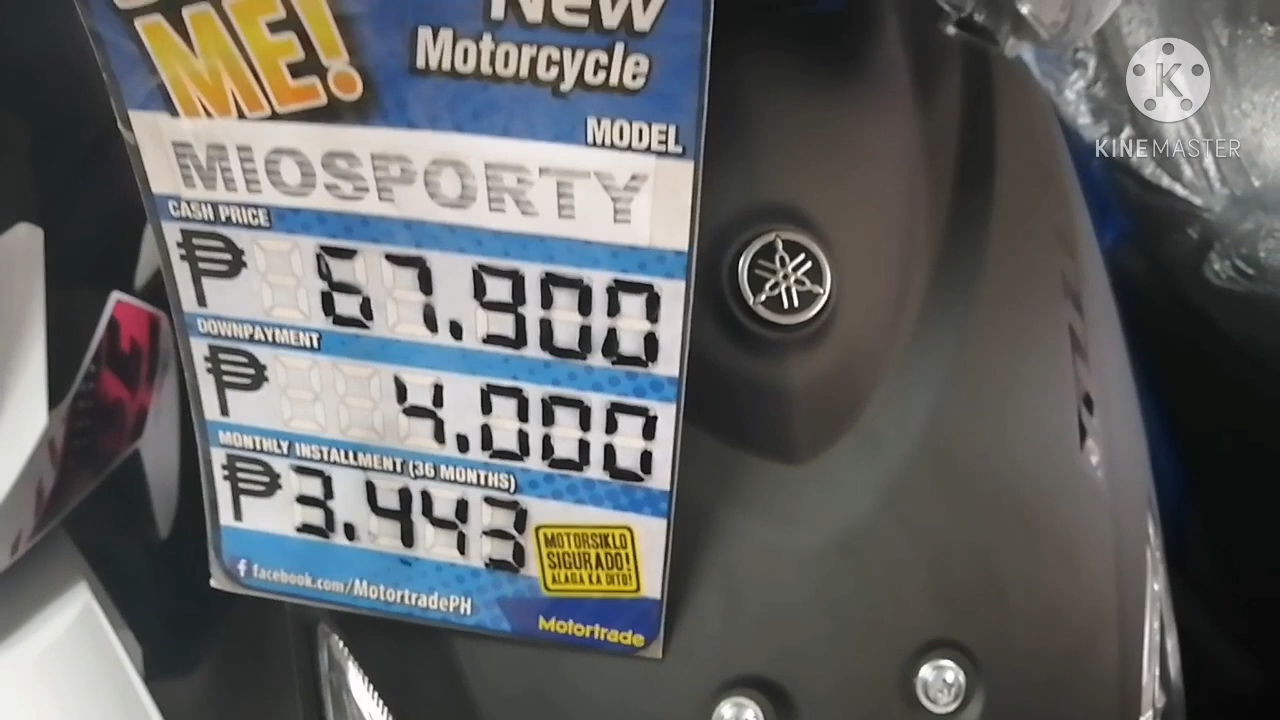 ME!
New
Motorcycle
MODEL
MIOSPORTY
CASH PRICE
₱ 67.900
DOWNPAYMENT
₱ 4.000
MONTHLY INSTALLMENT (36 MONTHS)
₱ 3.443
MOTORSIKLO
SIGURADO!
ALAGA KA DITO!
facebook.com/MotortradePH
Motortrade
K
KINEMASTER